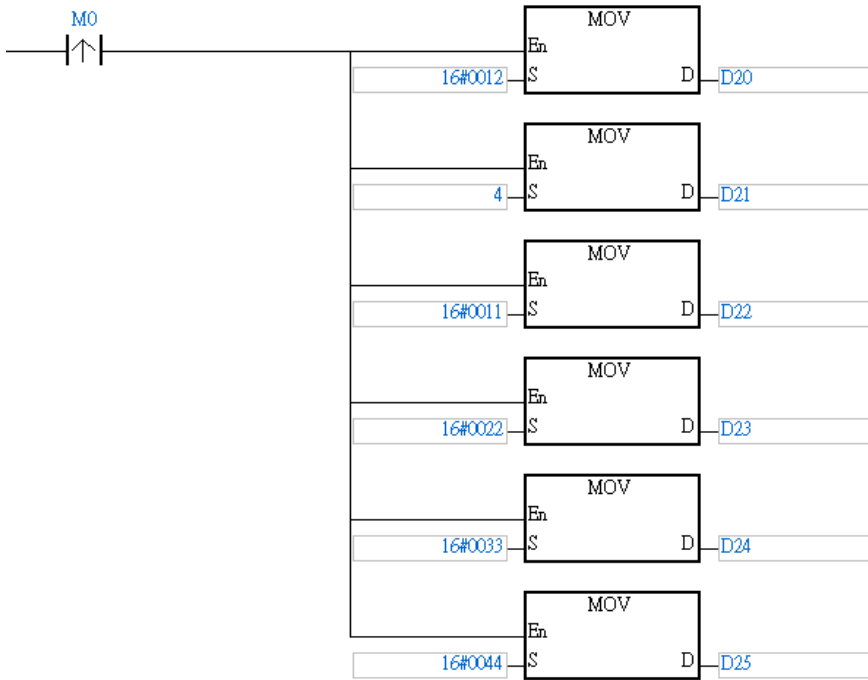 M0
MOV
En
16#0012 S D D20
MOV
En
4 S D D21
MOV
En
16#0011 S D D22
MOV
En
16#0022 S D D23
MOV
En
16#0033 S D D24
MOV
En
16#0044 S D D25